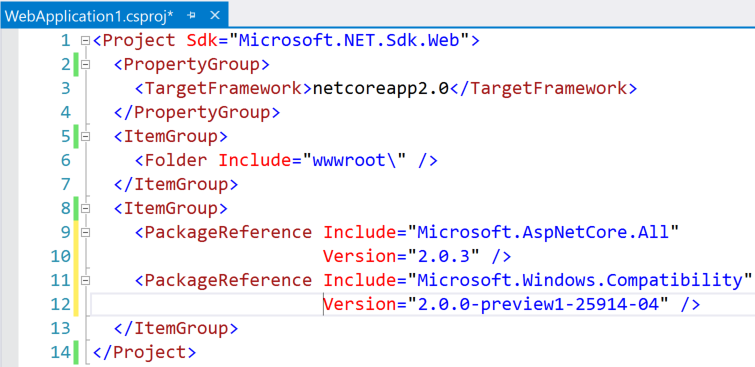 WebApplication1.csproj*
1 <Project Sdk="Microsoft.NET.Sdk.Web">
2 <PropertyGroup>
3 <TargetFramework>netcoreapp2.0</TargetFramework>
4 </PropertyGroup>
5 <ItemGroup>
6 <Folder Include="wwwroot\" />
7 </ItemGroup>
8 <ItemGroup>
9 <PackageReference Include="Microsoft.AspNetCore.All"
10 Version="2.0.3" />
11 <PackageReference Include="Microsoft.Windows.Compatibility"
12 Version="2.0.0-preview1-25914-04" />
13 </ItemGroup>
14 </Project>